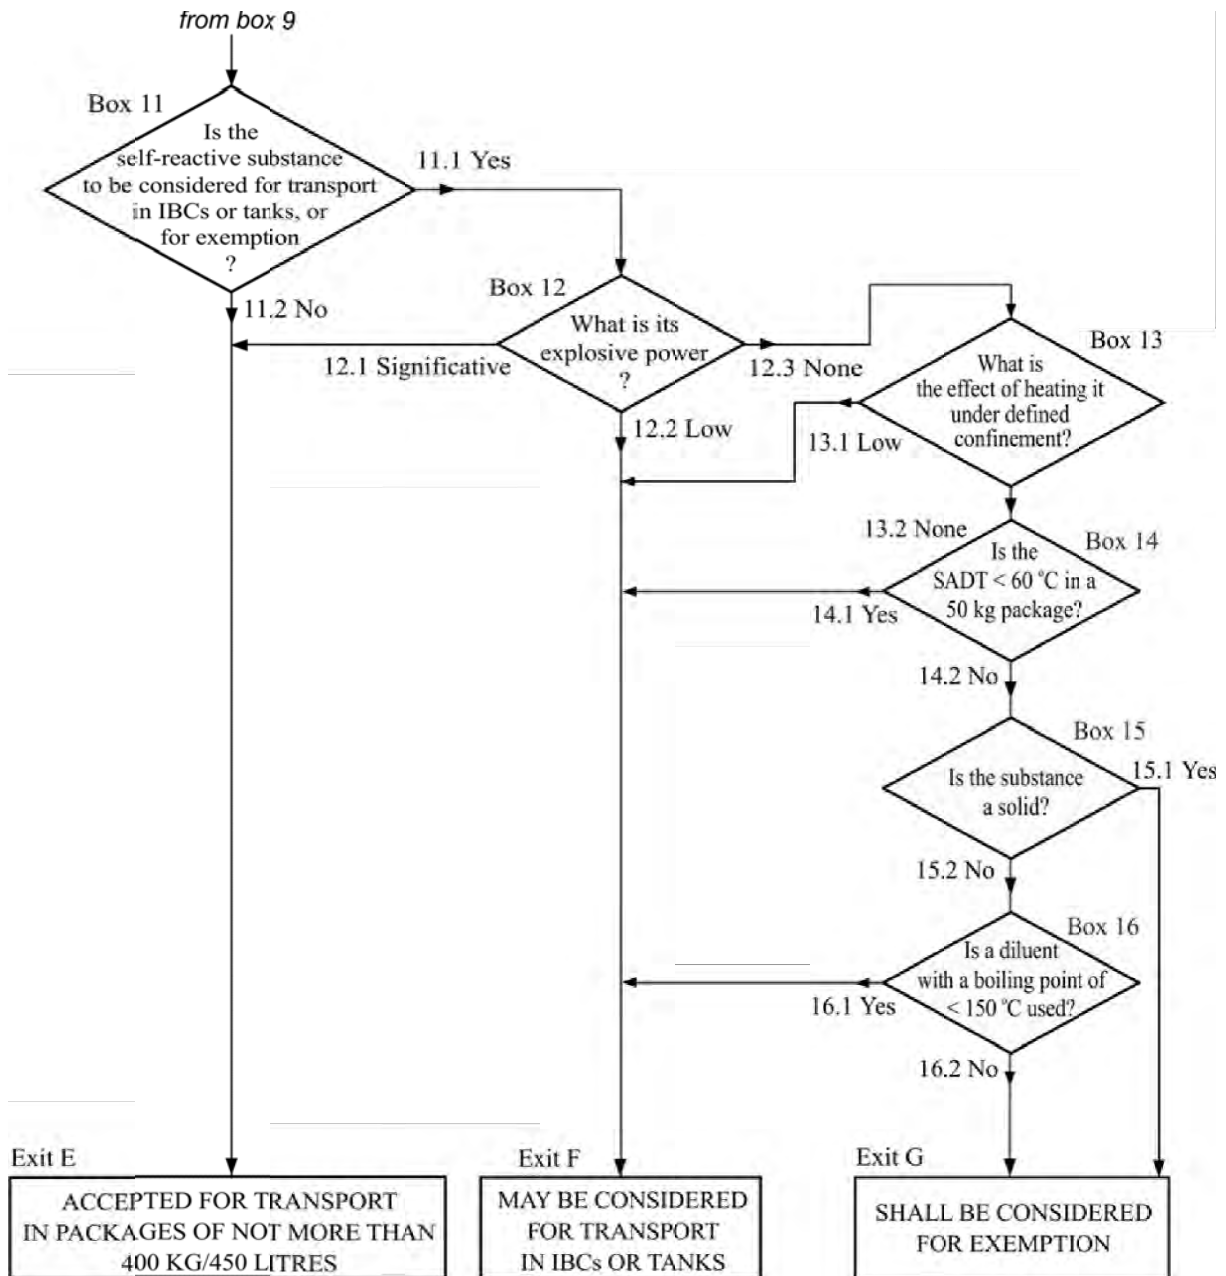 from box 9
Box 11
Is the
self-reactive substance
to be considered for transport
in IBCs or tanks, or
for exemption
?
11.1 Yes
11.2 No
Box 12
What is its
explosive power
?
12.1 Significative
12.3 None
12.2 Low
Box 13
What is
the effect of heating it
under defined
confinement?
13.1 Low
13.2 None
Box 14
Is the
SADT < 60 °C in a
50 kg package?
14.1 Yes
14.2 No
Box 15
Is the substance
a solid?
15.1 Yes
15.2 No
Box 16
Is a diluent
with a boiling point of
< 150 °C used?
16.1 Yes
16.2 No
Exit E
ACCEPTED FOR TRANSPORT
IN PACKAGES OF NOT MORE THAN
400 KG/450 LITRES
Exit F
MAY BE CONSIDERED
FOR TRANSPORT
IN IBCs OR TANKS
Exit G
SHALL BE CONSIDERED
FOR EXEMPTION